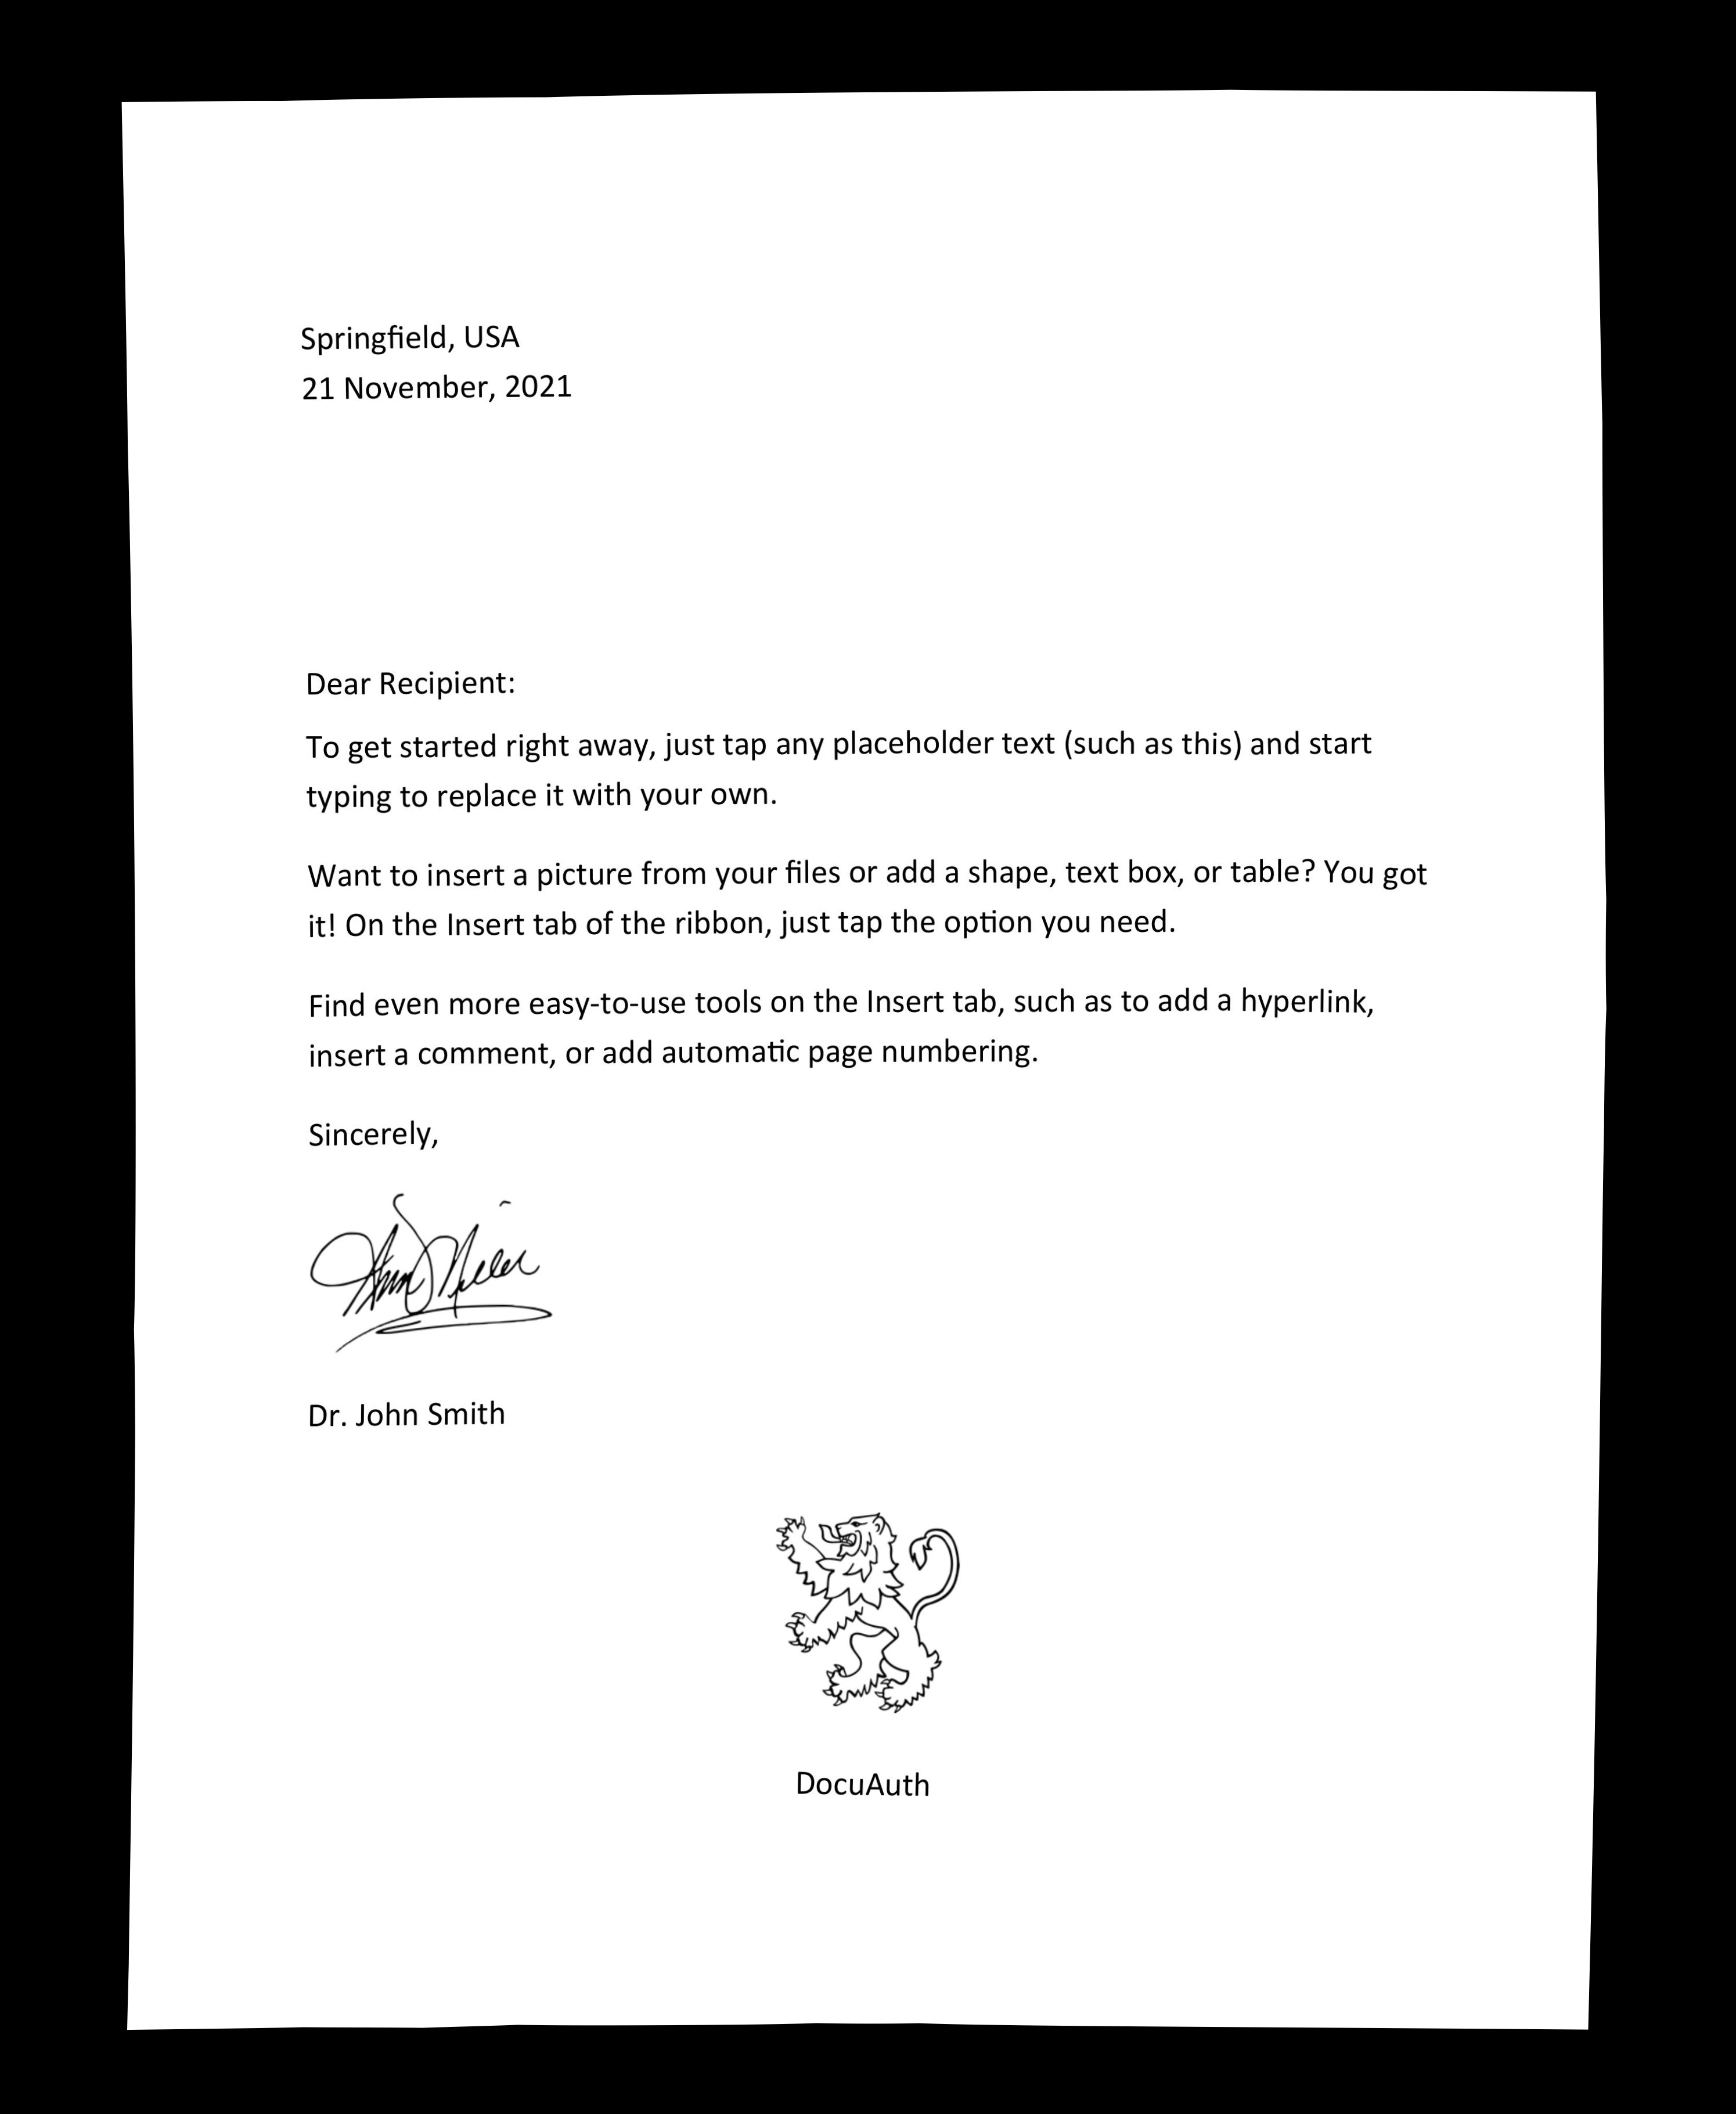 Springfield, USA
21 November, 2021
Dear Recipient:
To get started right away, just tap any placeholder text (such as this) and start
typing to replace it with your own.
Want to insert a picture from your files or add a shape, text box, or table? You got
it! On the Insert tab of the ribbon, just tap the option you need.
Find even more easy-to-use tools on the Insert tab, such as to add a hyperlink,
insert a comment, or add automatic page numbering.
Sincerely,
Dr. John Smith
DocuAuth